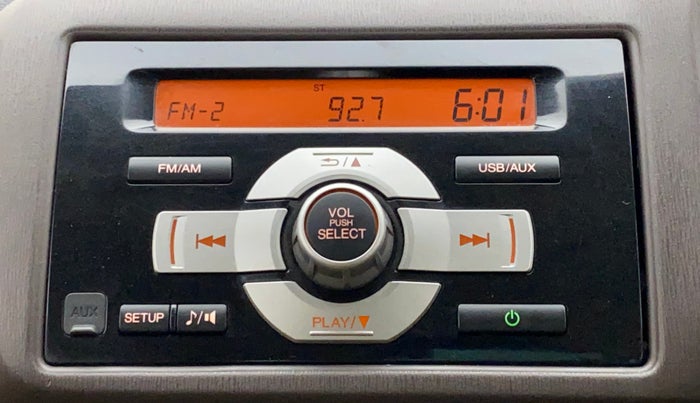 ST
FM-2 92.7 6:01
FM/AM
USB/AUX
VOL
PUSH
SELECT
AUX
SETUP
PLAY/